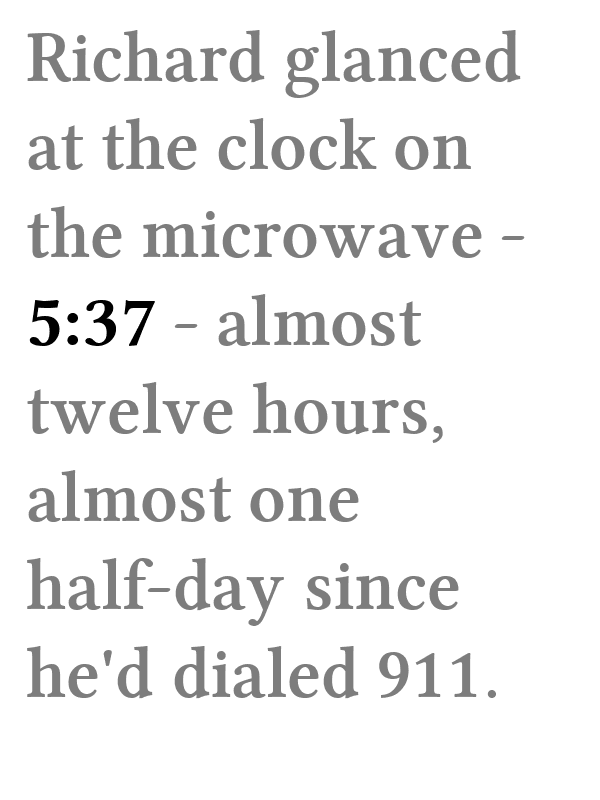 Richard glanced
at the clock on
the microwave -
5:37 - almost
twelve hours,
almost one
half-day since
he'd dialed 911.